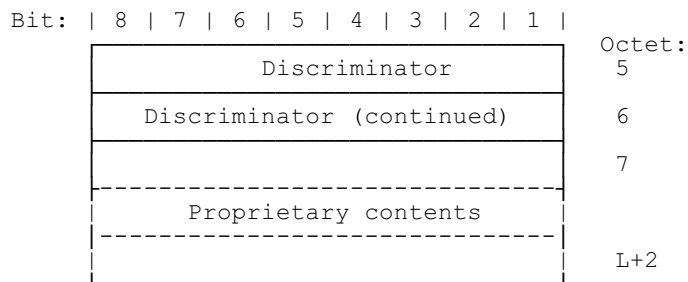 Bit: | 8 | 7 | 6 | 5 | 4 | 3 | 2 | 1 |
Octet:
Discriminator 5
Discriminator (continued) 6
7
Proprietary contents
L+2